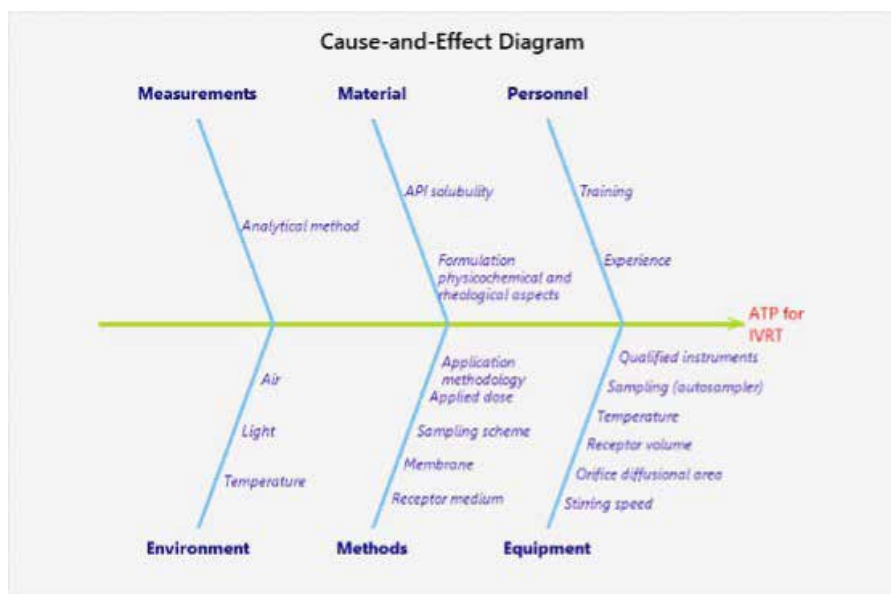 Cause-and-Effect Diagram
Measurements
Material
Personnel
API solubulity
Training
Analytical method
Formulation
physicochemical and
rheological aspects
Experience
ATP for
IVRT
Air
Light
Temperature
Application
methodology
Applied dose
Sampling scheme
Membrane
Receptor medium
Qualified instruments
Sampling (autosampler)
Temperature
Receptor volume
Orifice diffusional area
Stirring speed
Environment
Methods
Equipment